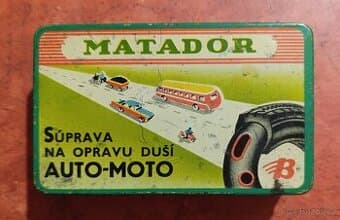 MATADOR
SÚPRAVA
NA OPRAVU DUŠÍ
AUTO-MOTO
B